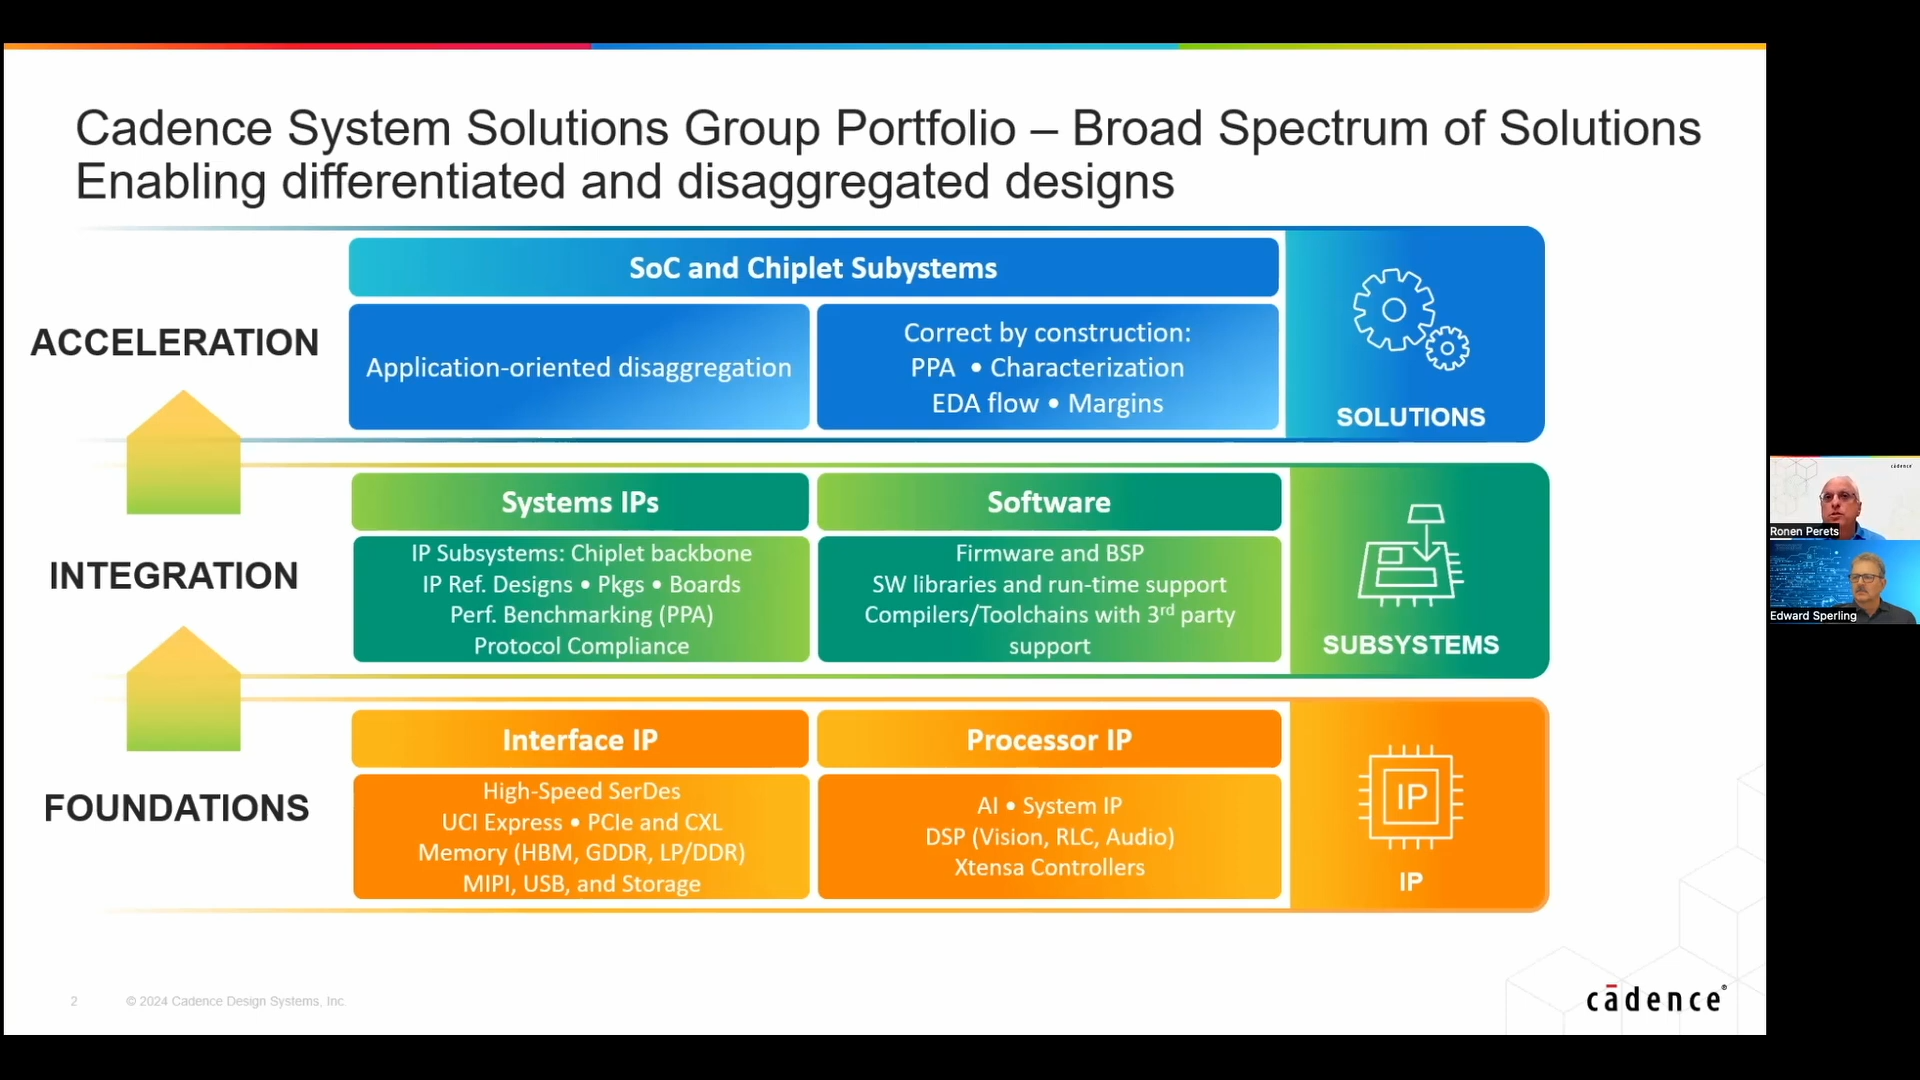 Cadence System Solutions Group Portfolio – Broad Spectrum of Solutions
Enabling differentiated and disaggregated designs
ACCELERATION
SoC and Chiplet Subystems
Application-oriented disaggregation
Correct by construction:
PPA • Characterization
EDA flow • Margins
SOLUTIONS
INTEGRATION
Systems IPs
IP Subsystems: Chiplet backbone
IP Ref. Designs • Pkgs • Boards
Perf. Benchmarking (PPA)
Protocol Compliance
Software
Firmware and BSP
SW libraries and run-time support
Compilers/Toolchains with 3rd party
support
SUBSYSTEMS
FOUNDATIONS
Interface IP
High-Speed SerDes
UCI Express • PCIe and CXL
Memory (HBM, GDDR, LP/DDR)
MIPI, USB, and Storage
Processor IP
AI • System IP
DSP (Vision, RLC, Audio)
Xtensa Controllers
IP
IP
2
© 2024 Cadence Design Systems, Inc.
cādence®
cādence
Ronen Perets
Edward Sperling